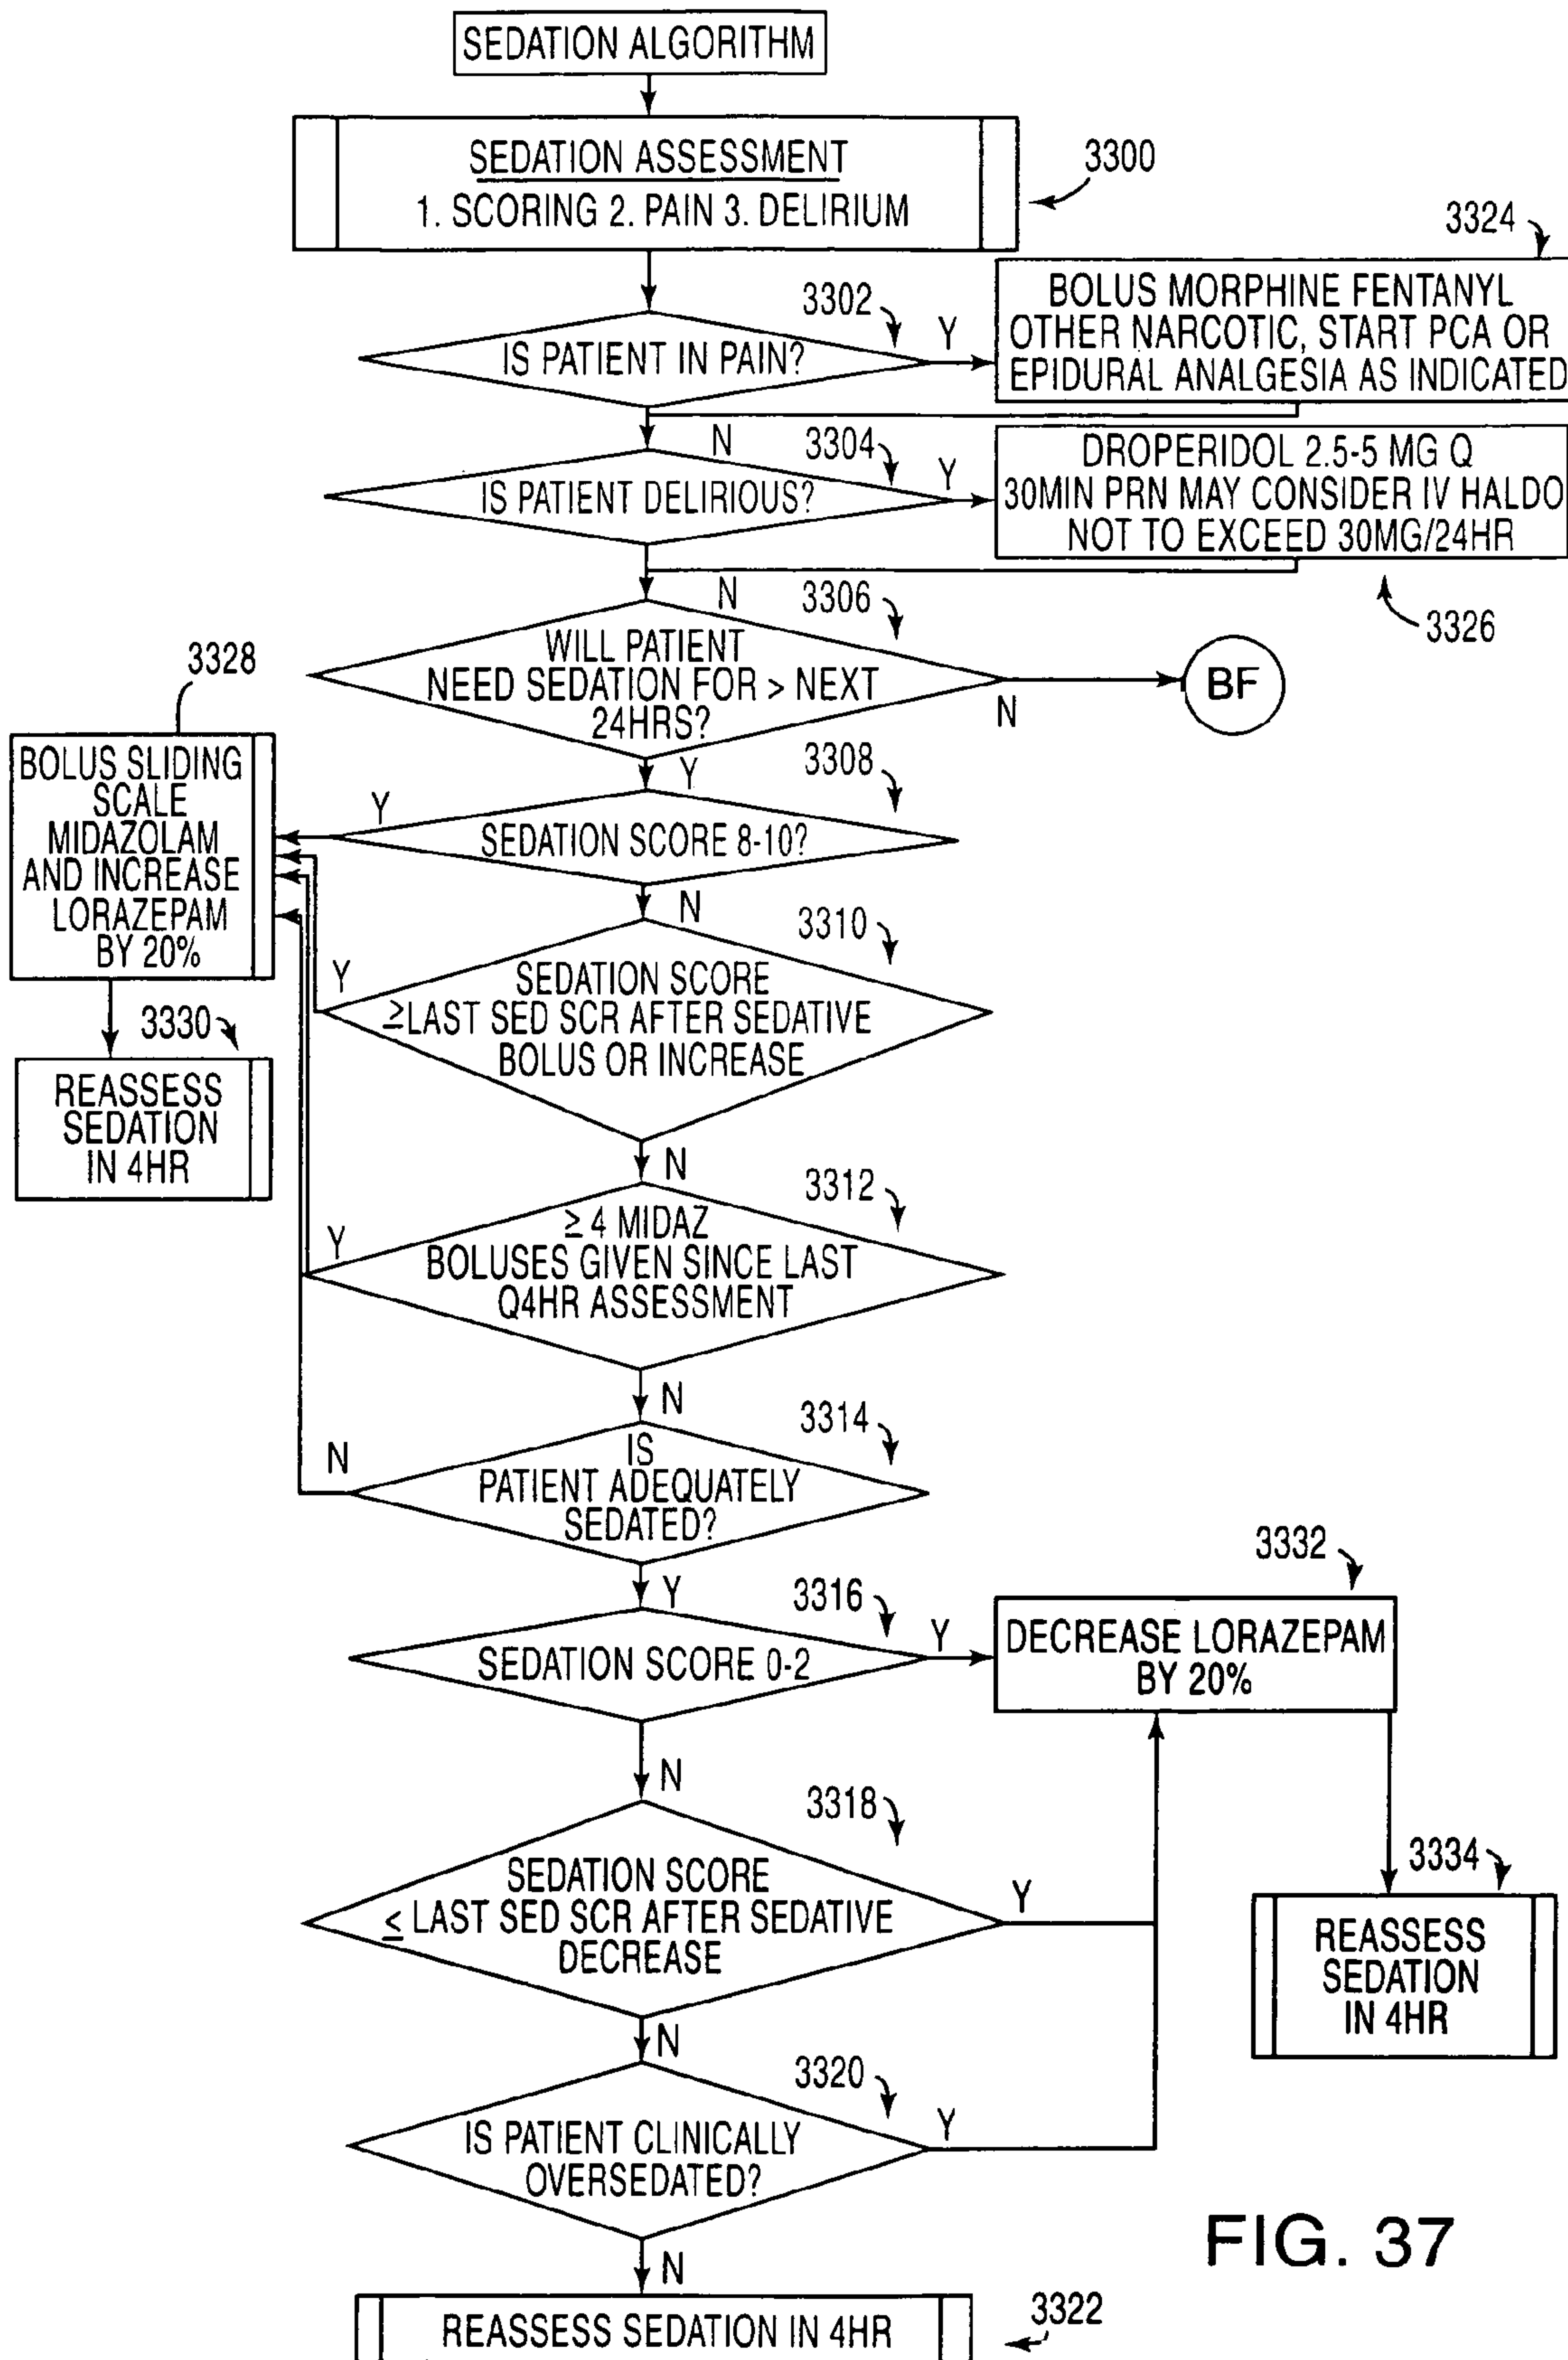 SEDATION ALGORITHM
SEDATION ASSESSMENT
1. SCORING 2. PAIN 3. DELIRIUM
3300
3324
3302
IS PATIENT IN PAIN?
Y
BOLUS MORPHINE FENTANYL
OTHER NARCOTIC, START PCA OR
EPIDURAL ANALGESIA AS INDICATED
N
3304
IS PATIENT DELIRIOUS?
Y
DROPERIDOL 2.5-5 MG Q
30MIN PRN MAY CONSIDER IV HALDO
NOT TO EXCEED 30MG/24HR
3326
N
3306
WILL PATIENT
NEED SEDATION FOR > NEXT
24HRS?
N
BF
Y
3328
BOLUS SLIDING
SCALE
MIDAZOLAM
AND INCREASE
LORAZEPAM
BY 20%
3308
Y
SEDATION SCORE 8-10?
N
3310
Y
SEDATION SCORE
≥LAST SED SCR AFTER SEDATIVE
BOLUS OR INCREASE
3330
REASSESS
SEDATION
IN 4HR
N
3312
Y
≥ 4 MIDAZ
BOLUSES GIVEN SINCE LAST
Q4HR ASSESSMENT
N
3314
N
IS
PATIENT ADEQUATELY
SEDATED?
Y
3316
SEDATION SCORE 0-2
Y
3332
DECREASE LORAZEPAM
BY 20%
N
3318
SEDATION SCORE
≤ LAST SED SCR AFTER SEDATIVE
DECREASE
Y
3334
REASSESS
SEDATION
IN 4HR
N
3320
IS PATIENT CLINICALLY
OVERSEDATED?
Y
N
REASSESS SEDATION IN 4HR
3322
FIG. 37